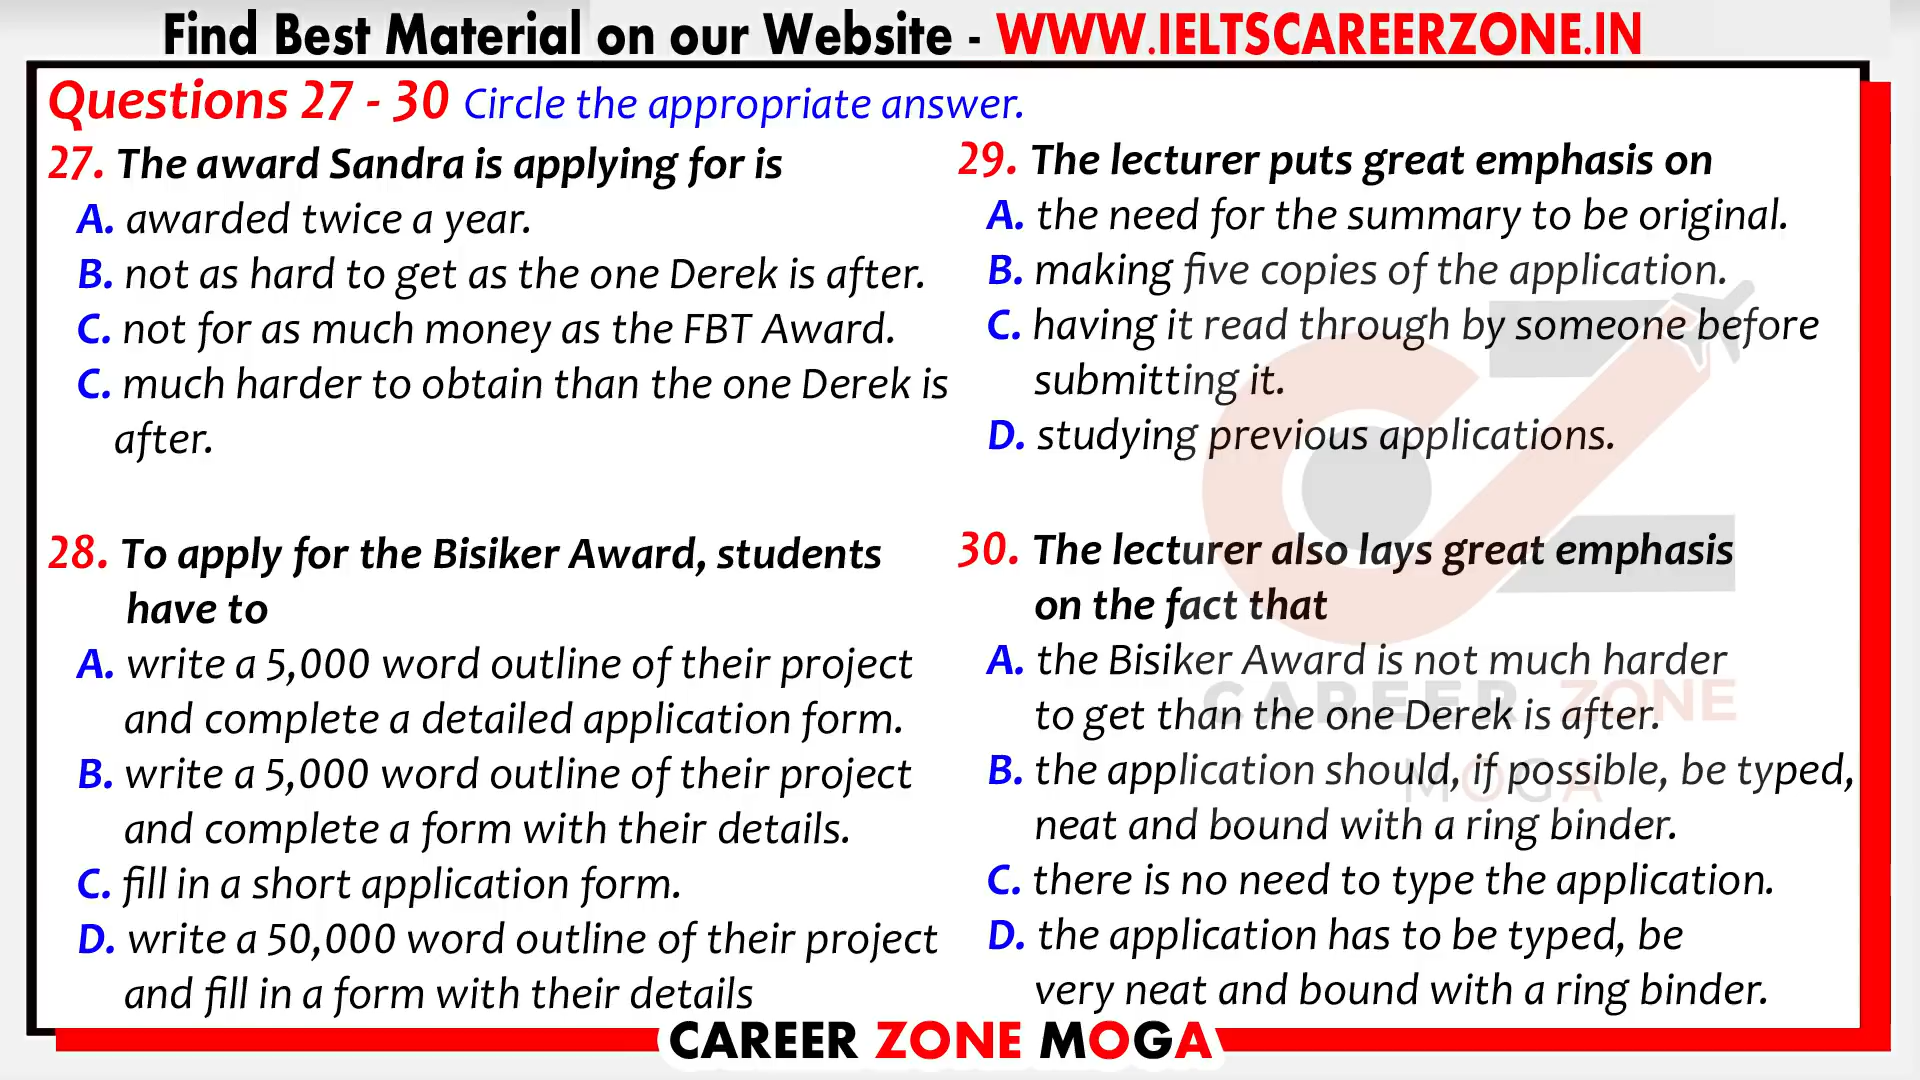 Find Best Material on our Website - WWW.IELTSCAREERZONE.IN
Questions 27 - 30 Circle the appropriate answer.
27. The award Sandra is applying for is
A. awarded twice a year.
B. not as hard to get as the one Derek is after.
C. not for as much money as the FBT Award.
C. much harder to obtain than the one Derek is
after.
28. To apply for the Bisiker Award, students
have to
A. write a 5,000 word outline of their project
and complete a detailed application form.
B. write a 5,000 word outline of their project
and complete a form with their details.
C. fill in a short application form.
D. write a 50,000 word outline of their project
and fill in a form with their details
29. The lecturer puts great emphasis on
A. the need for the summary to be original.
B. making five copies of the application.
C. having it read through by someone before
submitting it.
D. studying previous applications.
30. The lecturer also lays great emphasis
on the fact that
A. the Bisiker Award is not much harder
to get than the one Derek is after.
B. the application should, if possible, be typed,
neat and bound with a ring binder.
C. there is no need to type the application.
D. the application has to be typed, be
very neat and bound with a ring binder.
CAREER ZONE
MOGA
CAREER ZONE MOGA